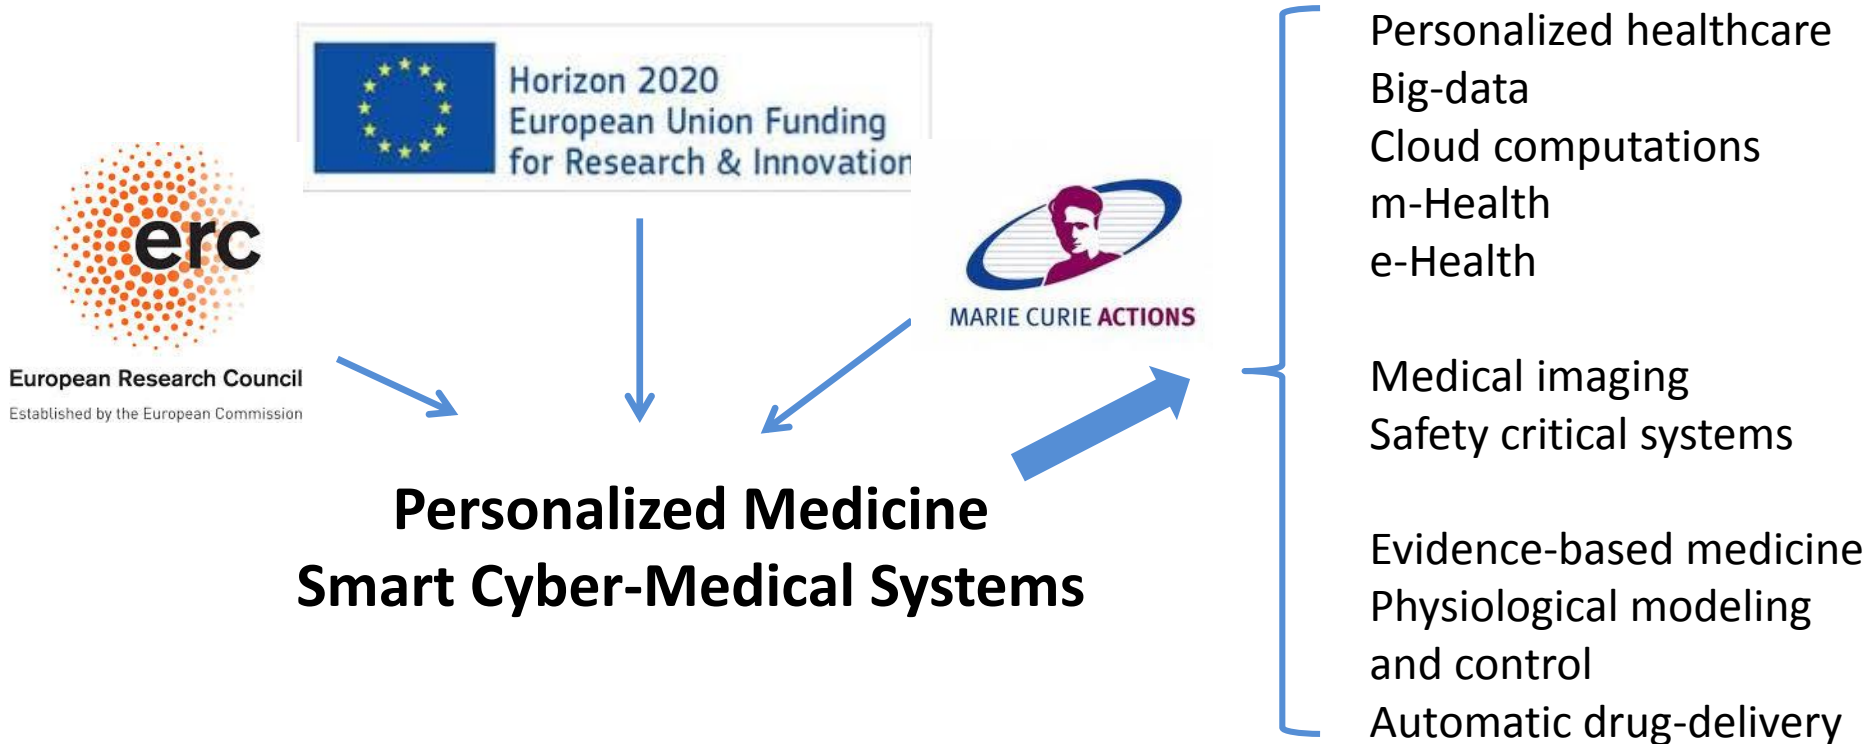 Horizon 2020
European Union Funding
for Research & Innovation
erc
European Research Council
Established by the European Commission
MARIE CURIE ACTIONS
Personalized Medicine
Smart Cyber-Medical Systems
Personalized healthcare
Big-data
Cloud computations
m-Health
e-Health
Medical imaging
Safety critical systems
Evidence-based medicine
Physiological modeling
and control
Automatic drug-delivery